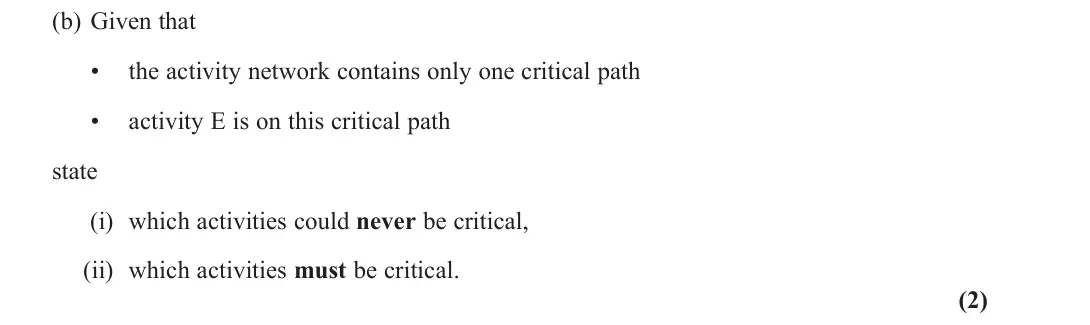 (b) Given that
• the activity network contains only one critical path
• activity E is on this critical path
state
(i) which activities could never be critical,
(ii) which activities must be critical.
(2)